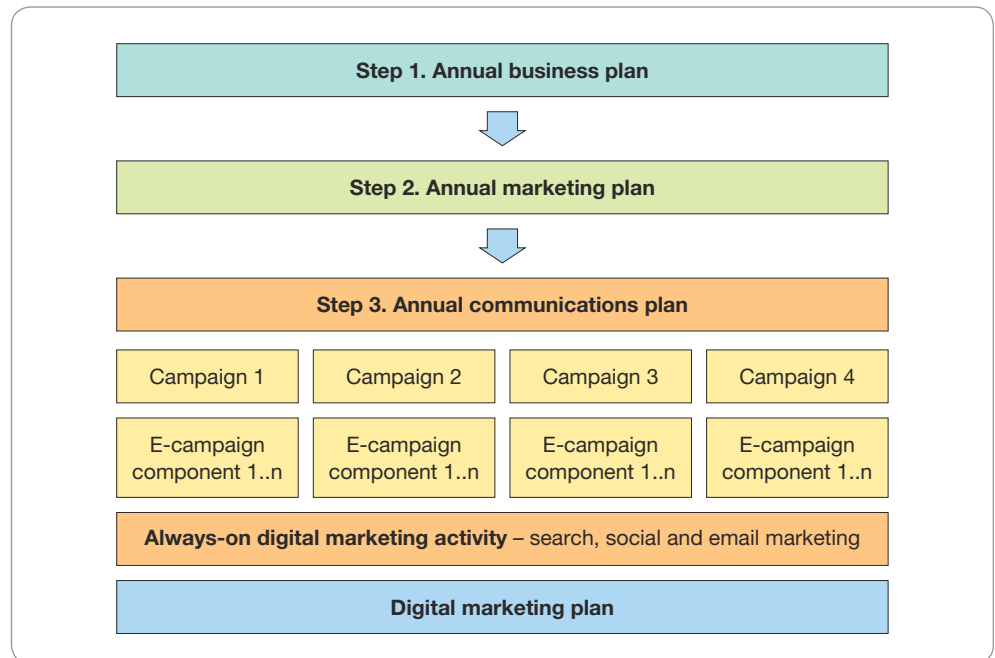 Step 1. Annual business plan
Step 2. Annual marketing plan
Step 3. Annual communications plan
Campaign 1
Campaign 2
Campaign 3
Campaign 4
E-campaign
component 1..n
E-campaign
component 1..n
E-campaign
component 1..n
E-campaign
component 1..n
Always-on digital marketing activity – search, social and email marketing
Digital marketing plan